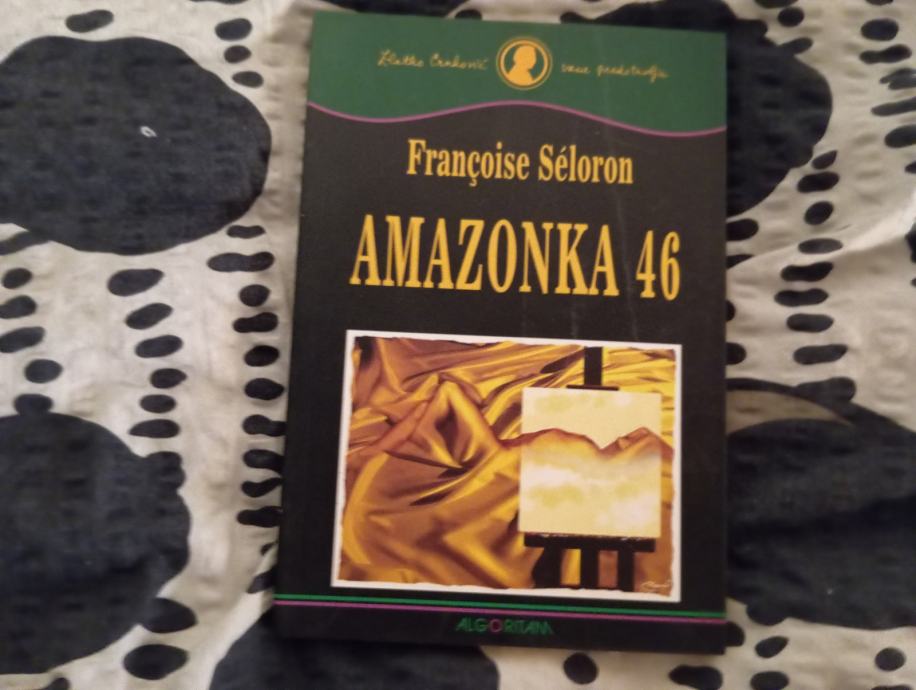 Zlatko Crnković vam predstavlja
Françoise Séloron
AMAZONKA 46
ALGORITAM